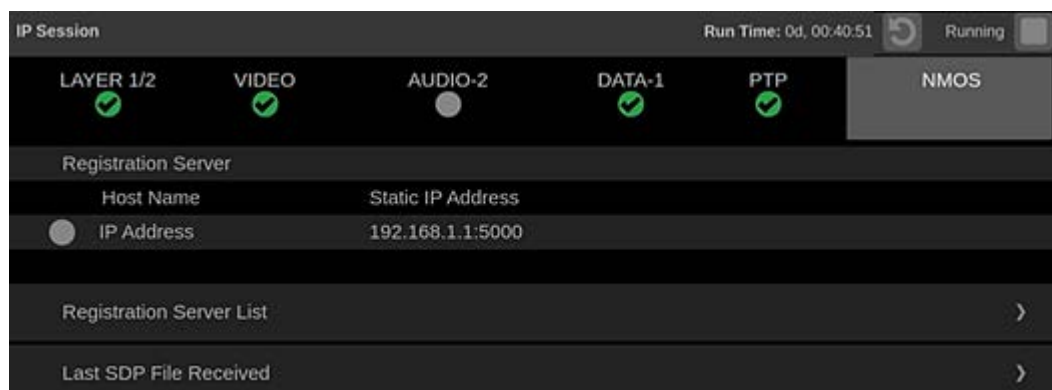 IP Session Run Time: 0d, 00:40:51 Running
LAYER 1/2 VIDEO AUDIO-2 DATA-1 PTP NMOS
Registration Server
Host Name Static IP Address
IP Address 192.168.1.1:5000
Registration Server List
Last SDP File Received